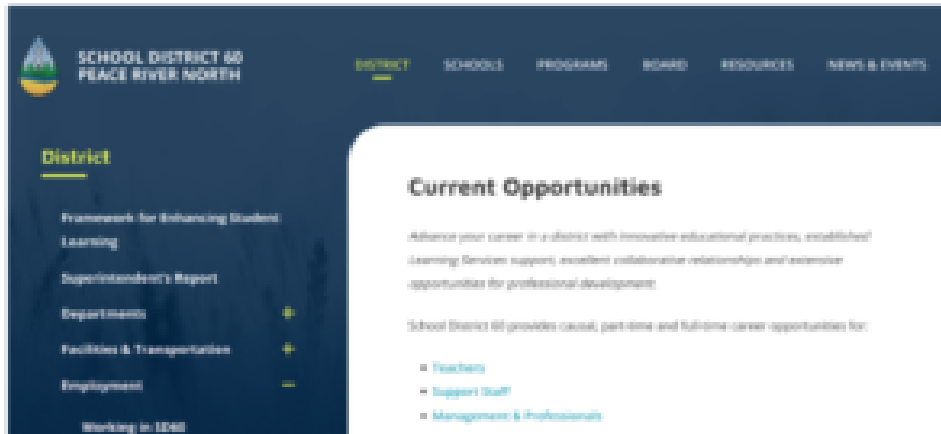 SCHOOL DISTRICT 60
PEACE RIVER NORTH
DISTRICT SCHOOLS PROGRAMS BOARD RESOURCES NEWS & EVENTS
District
Framework for Enhancing Student
Learning
Superintendent's Report
Departments +
Facilities & Transportation +
Employment −
Working in SD60
Current Opportunities
Advance your career in a district with innovative educational practices, established
Learning Services support, excellent collaborative relationships and extensive
opportunities for professional development.
School District 60 provides causal, part-time and full-time career opportunities for:
• Teachers
• Support Staff
• Management & Professionals